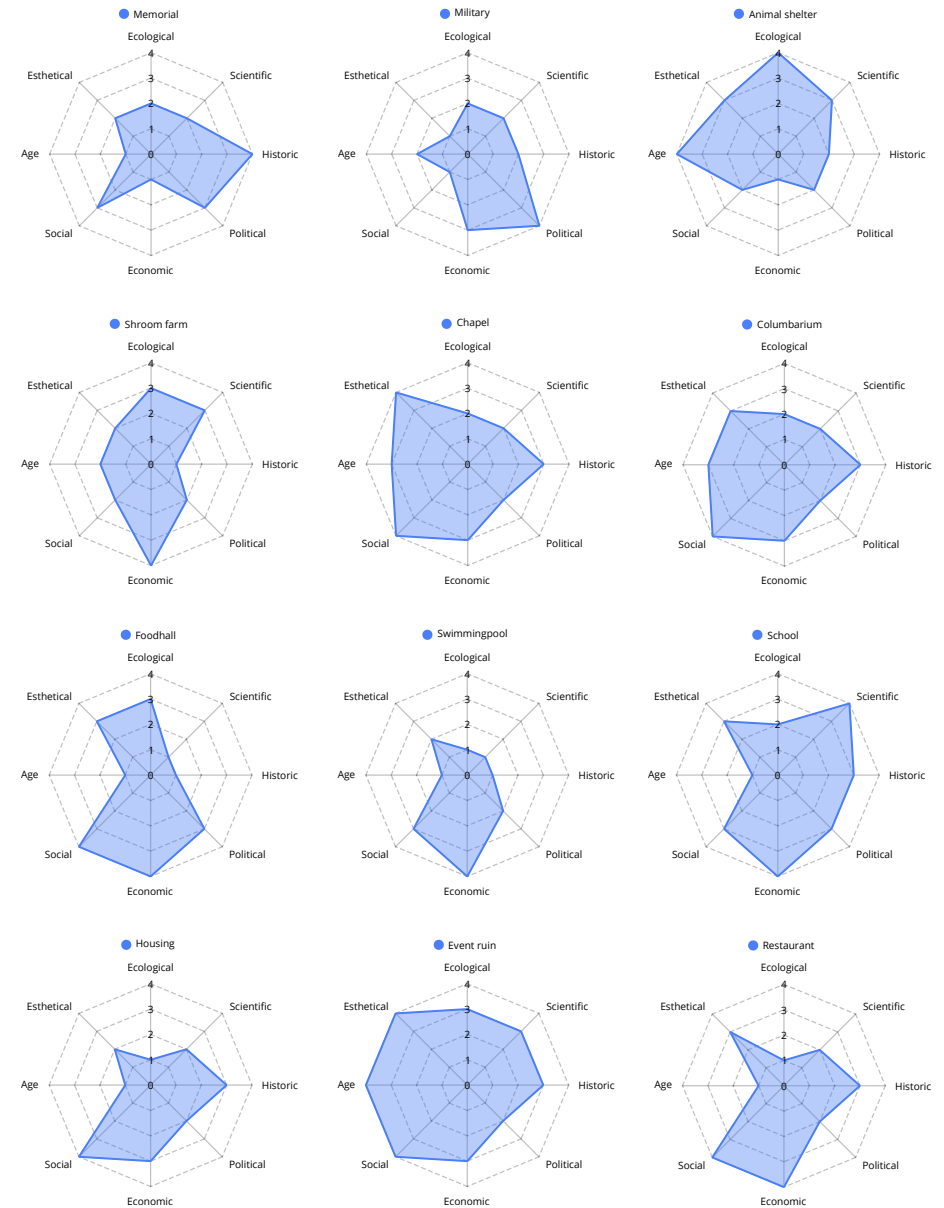 Memorial
Ecological
4
Esthetical
Scientific
3
2
1
Age
0
Historic
Social
Political
Economic
Military
Ecological
4
Esthetical
Scientific
3
2
1
Age
0
Historic
Social
Political
Economic
Animal shelter
Ecological
4
Esthetical
Scientific
3
2
1
Age
0
Historic
Social
Political
Economic
Shroom farm
Ecological
4
Esthetical
Scientific
3
2
1
Age
0
Historic
Social
Political
Economic
Chapel
Ecological
4
Esthetical
Scientific
3
2
1
Age
0
Historic
Social
Political
Economic
Columbarium
Ecological
4
Esthetical
Scientific
3
2
1
Age
0
Historic
Social
Political
Economic
Foodhall
Ecological
4
Esthetical
Scientific
3
2
1
Age
0
Historic
Social
Political
Economic
Swimmingpool
Ecological
4
Esthetical
Scientific
3
2
1
Age
0
Historic
Social
Political
Economic
School
Ecological
4
Esthetical
Scientific
3
2
1
Age
0
Historic
Social
Political
Economic
Housing
Ecological
4
Esthetical
Scientific
3
2
1
Age
0
Historic
Social
Political
Economic
Event ruin
Ecological
4
Esthetical
Scientific
3
2
1
Age
0
Historic
Social
Political
Economic
Restaurant
Ecological
4
Esthetical
Scientific
3
2
1
Age
0
Historic
Social
Political
Economic